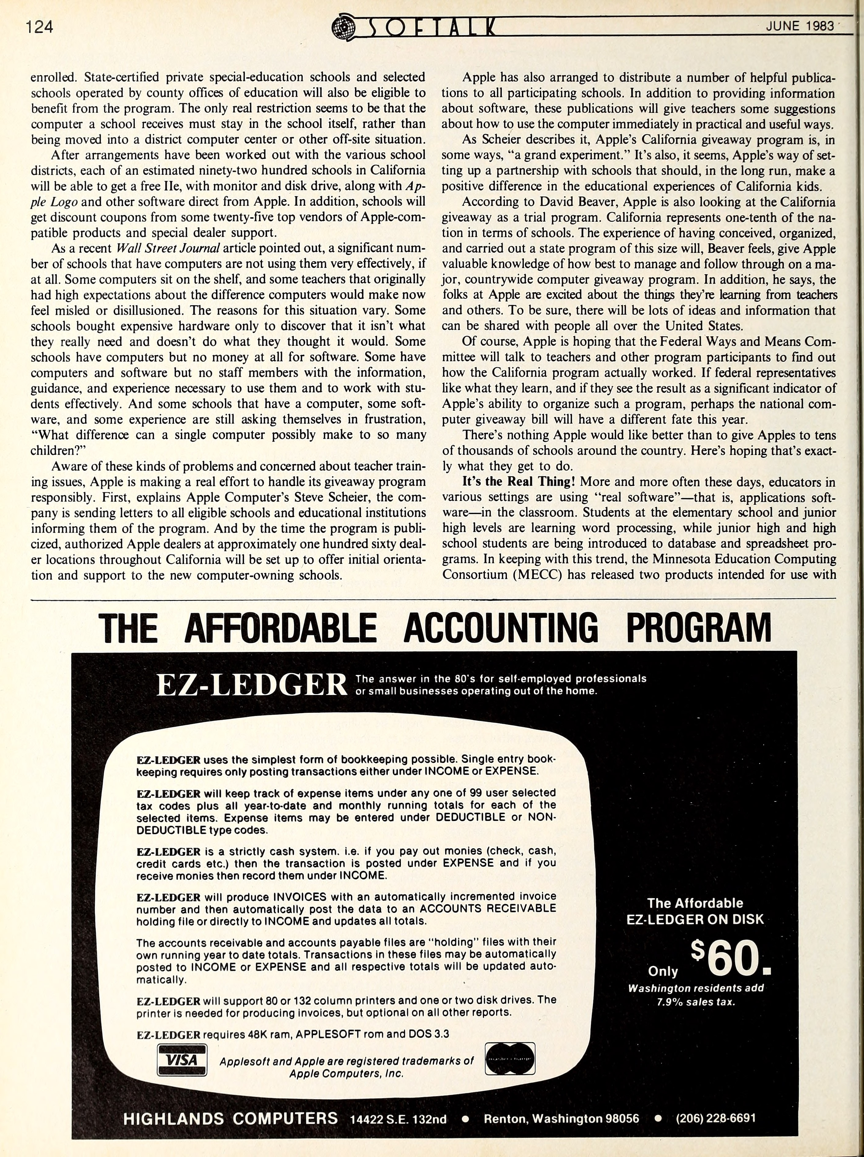 124
SOFTALK
JUNE 1983
enrolled. State-certified private special-education schools and selected
schools operated by county offices of education will also be eligible to
benefit from the program. The only real restriction seems to be that the
computer a school receives must stay in the school itself, rather than
being moved into a district computer center or other off-site situation.
After arrangements have been worked out with the various school
districts, each of an estimated ninety-two hundred schools in California
will be able to get a free IIe, with monitor and disk drive, along with Ap-
ple Logo and other software direct from Apple. In addition, schools will
get discount coupons from some twenty-five top vendors of Apple-com-
patible products and special dealer support.
As a recent Wall Street Journal article pointed out, a significant num-
ber of schools that have computers are not using them very effectively, if
at all. Some computers sit on the shelf, and some teachers that originally
had high expectations about the difference computers would make now
feel misled or disillusioned. The reasons for this situation vary. Some
schools bought expensive hardware only to discover that it isn't what
they really need and doesn't do what they thought it would. Some
schools have computers but no money at all for software. Some have
computers and software but no staff members with the information,
guidance, and experience necessary to use them and to work with stu-
dents effectively. And some schools that have a computer, some soft-
ware, and some experience are still asking themselves in frustration,
"What difference can a single computer possibly make to so many
children?"
Aware of these kinds of problems and concerned about teacher train-
ing issues, Apple is making a real effort to handle its giveaway program
responsibly. First, explains Apple Computer's Steve Scheier, the com-
pany is sending letters to all eligible schools and educational institutions
informing them of the program. And by the time the program is publi-
cized, authorized Apple dealers at approximately one hundred sixty deal-
er locations throughout California will be set up to offer initial orienta-
tion and support to the new computer-owning schools.
Apple has also arranged to distribute a number of helpful publica-
tions to all participating schools. In addition to providing information
about software, these publications will give teachers some suggestions
about how to use the computer immediately in practical and useful ways.
As Scheier describes it, Apple's California giveaway program is, in
some ways, "a grand experiment." It's also, it seems, Apple's way of set-
ting up a partnership with schools that should, in the long run, make a
positive difference in the educational experiences of California kids.
According to David Beaver, Apple is also looking at the California
giveaway as a trial program. California represents one-tenth of the na-
tion in terms of schools. The experience of having conceived, organized,
and carried out a state program of this size will, Beaver feels, give Apple
valuable knowledge of how best to manage and follow through on a ma-
jor, countrywide computer giveaway program. In addition, he says, the
folks at Apple are excited about the things they're learning from teachers
and others. To be sure, there will be lots of ideas and information that
can be shared with people all over the United States.
Of course, Apple is hoping that the Federal Ways and Means Com-
mittee will talk to teachers and other program participants to find out
how the California program actually worked. If federal representatives
like what they learn, and if they see the result as a significant indicator of
Apple's ability to organize such a program, perhaps the national com-
puter giveaway bill will have a different fate this year.
There's nothing Apple would like better than to give Apples to tens
of thousands of schools around the country. Here's hoping that's exact-
ly what they get to do.
It's the Real Thing! More and more often these days, educators in
various settings are using "real software"—that is, applications soft-
ware—in the classroom. Students at the elementary school and junior
high levels are learning word processing, while junior high and high
school students are being introduced to database and spreadsheet pro-
grams. In keeping with this trend, the Minnesota Education Computing
Consortium (MECC) has released two products intended for use with
THE AFFORDABLE ACCOUNTING PROGRAM
EZ-LEDGER
The answer in the 80's for self-employed professionals
or small businesses operating out of the home.
EZ-LEDGER uses the simplest form of bookkeeping possible. Single entry book-
keeping requires only posting transactions either under INCOME or EXPENSE.
EZ-LEDGER will keep track of expense items under any one of 99 user selected
tax codes plus all year-to-date and monthly running totals for each of the
selected items. Expense items may be entered under DEDUCTIBLE or NON-
DEDUCTIBLE type codes.
EZ-LEDGER is a strictly cash system. i.e. if you pay out monies (check, cash,
credit cards etc.) then the transaction is posted under EXPENSE and if you
receive monies then record them under INCOME.
EZ-LEDGER will produce INVOICES with an automatically incremented invoice
number and then automatically post the data to an ACCOUNTS RECEIVABLE
holding file or directly to INCOME and updates all totals.
The accounts receivable and accounts payable files are "holding" files with their
own running year to date totals. Transactions in these files may be automatically
posted to INCOME or EXPENSE and all respective totals will be updated auto-
matically.
EZ-LEDGER will support 80 or 132 column printers and one or two disk drives. The
printer is needed for producing invoices, but optional on all other reports.
EZ-LEDGER requires 48K ram, APPLESOFT rom and DOS 3.3
VISA
Applesoft and Apple are registered trademarks of
Apple Computers, Inc.
The Affordable
EZ-LEDGER ON DISK
Only $60.
Washington residents add
7.9% sales tax.
HIGHLANDS COMPUTERS 14422 S.E. 132nd • Renton, Washington 98056 • (206) 228-6691